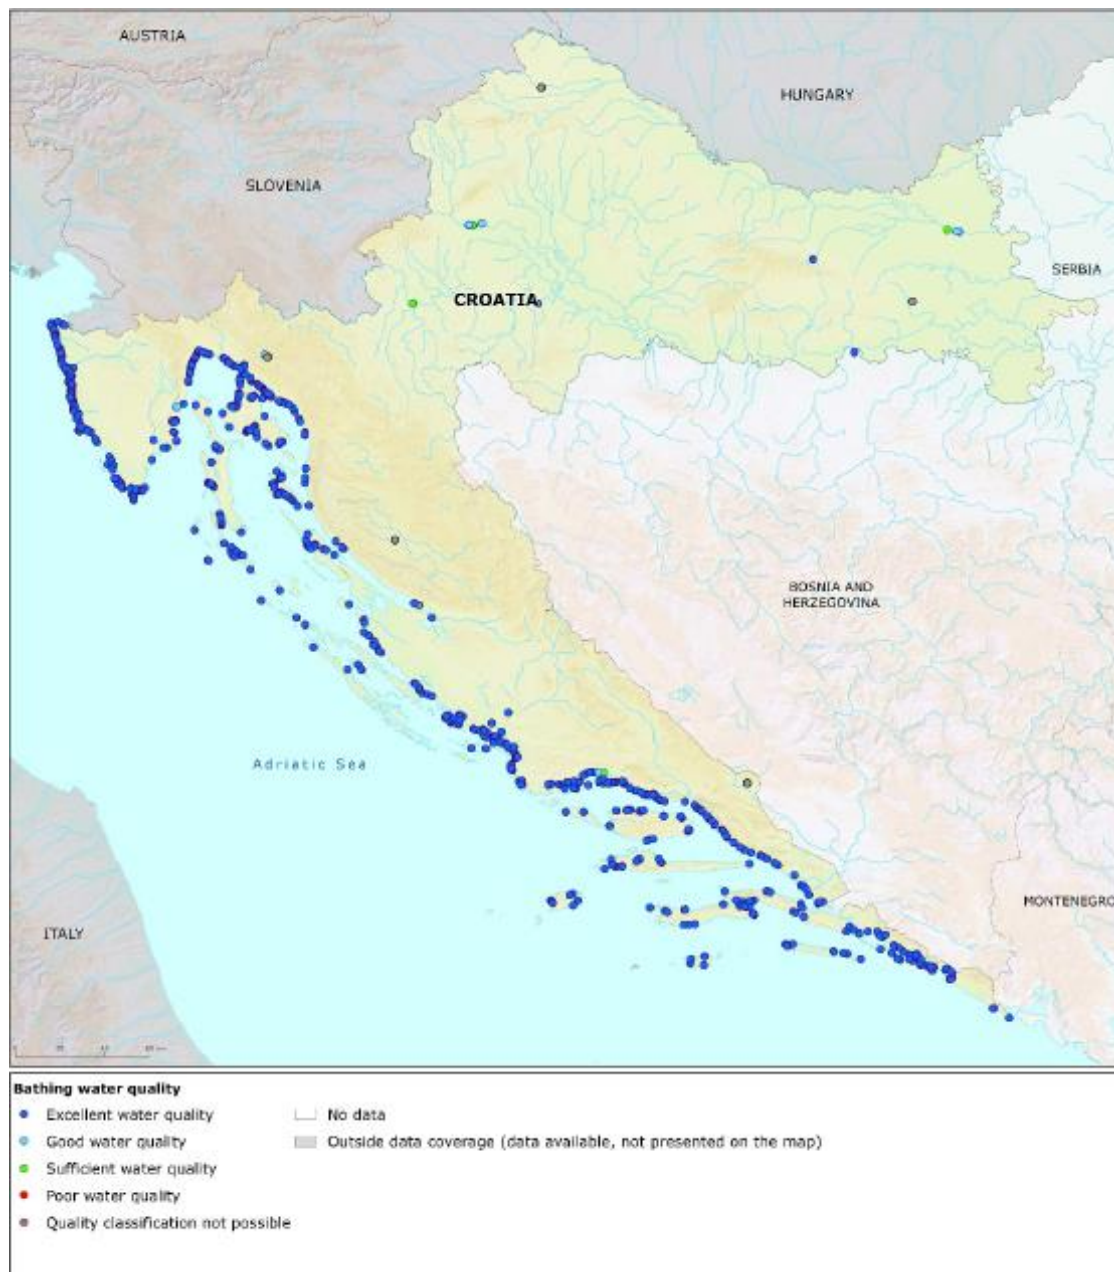 AUSTRIA
HUNGARY
SLOVENIA
SERBIA
CROATIA
BOSNIA AND
HERZEGOVINA
Adriatic Sea
MONTENEGRO
ITALY
Bathing water quality
Excellent water quality
No data
Good water quality
Outside data coverage (data available, not presented on the map)
Sufficient water quality
Poor water quality
Quality classification not possible